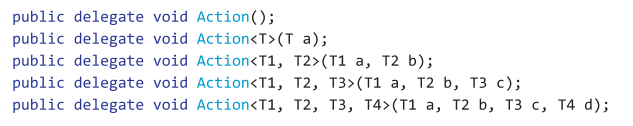 public delegate void Action();
public delegate void Action<T>(T a);
public delegate void Action<T1, T2>(T1 a, T2 b);
public delegate void Action<T1, T2, T3>(T1 a, T2 b, T3 c);
public delegate void Action<T1, T2, T3, T4>(T1 a, T2 b, T3 c, T4 d);